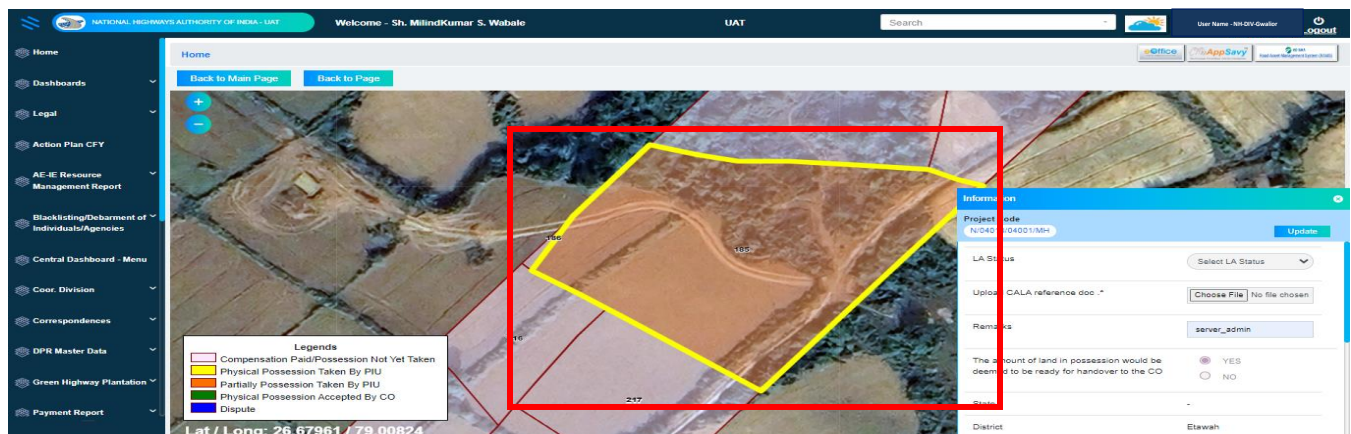 NATIONAL HIGHWAYS AUTHORITY OF INDIA - UAT
Welcome - Sh. MilindKumar S. Wabale
UAT
Search
User Name - NH-DIV-Gwalior
Logout
Home
Dashboards
Legal
Action Plan CFY
AE-IE Resource
Management Report
Blacklisting/Debarment of
Individuals/Agencies
Central Dashboard - Menu
Coor. Division
Correspondences
DPR Master Data
Green Highway Plantation
Payment Report
Home
eOffice
AppSavy
Back to Main Page
Back to Page
+
−
186
185
16
217
Legends
Compensation Paid/Possession Not Yet Taken
Physical Possession Taken By PIU
Partially Possession Taken By PIU
Physical Possession Accepted By CO
Dispute
Lat / Long: 26.67961 / 79.00824
Information
Project Code
/04001/MH
Update
LA Status
Select LA Status
Upload CALA reference doc .*
Choose File No file chosen
Remarks
server_admin
The amount of land in possession would be
deemed to be ready for handover to the CO
YES
NO
State
-
District
Etawah